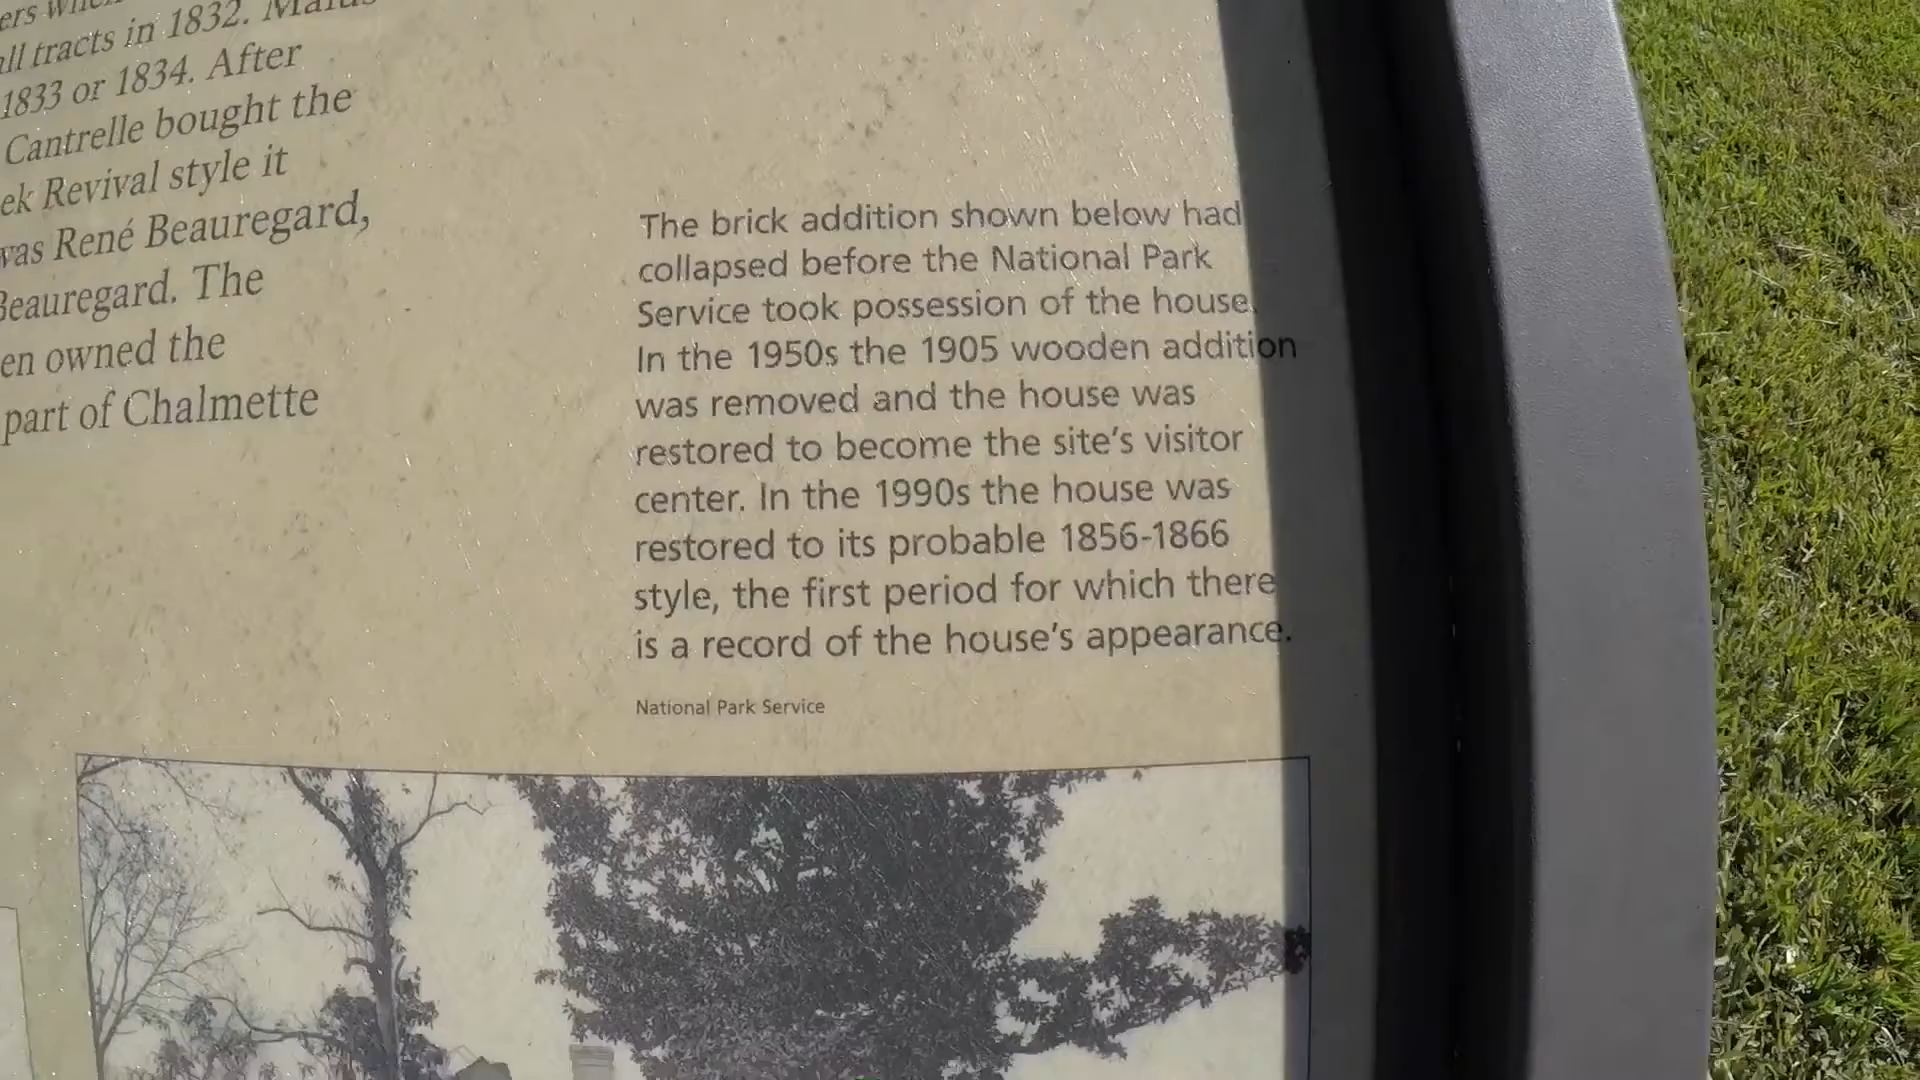 ers
ll tracts in 1832.
1833 or 1834. After
Cantrelle bought the
ek Revival style it
was René Beauregard,
Beauregard. The
en owned the
part of Chalmette
The brick addition shown below had
collapsed before the National Park
Service took possession of the house.
In the 1950s the 1905 wooden addition
was removed and the house was
restored to become the site's visitor
center. In the 1990s the house was
restored to its probable 1856-1866
style, the first period for which there
is a record of the house's appearance.
National Park Service